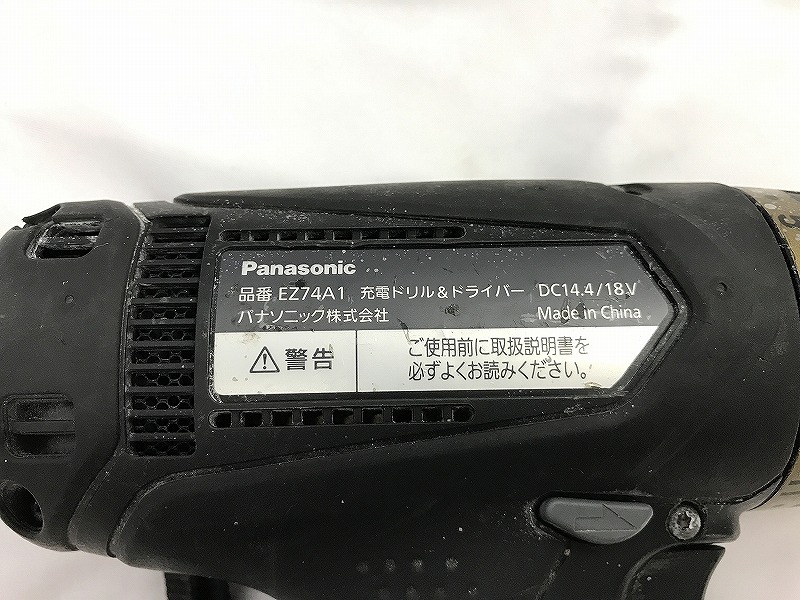 Panasonic
品番 EZ74A1 充電ドリル&ドライバー DC14.4/18V
パナソニック株式会社 Made in China
警告
ご使用前に取扱説明書を
必ずよくお読みください。
3